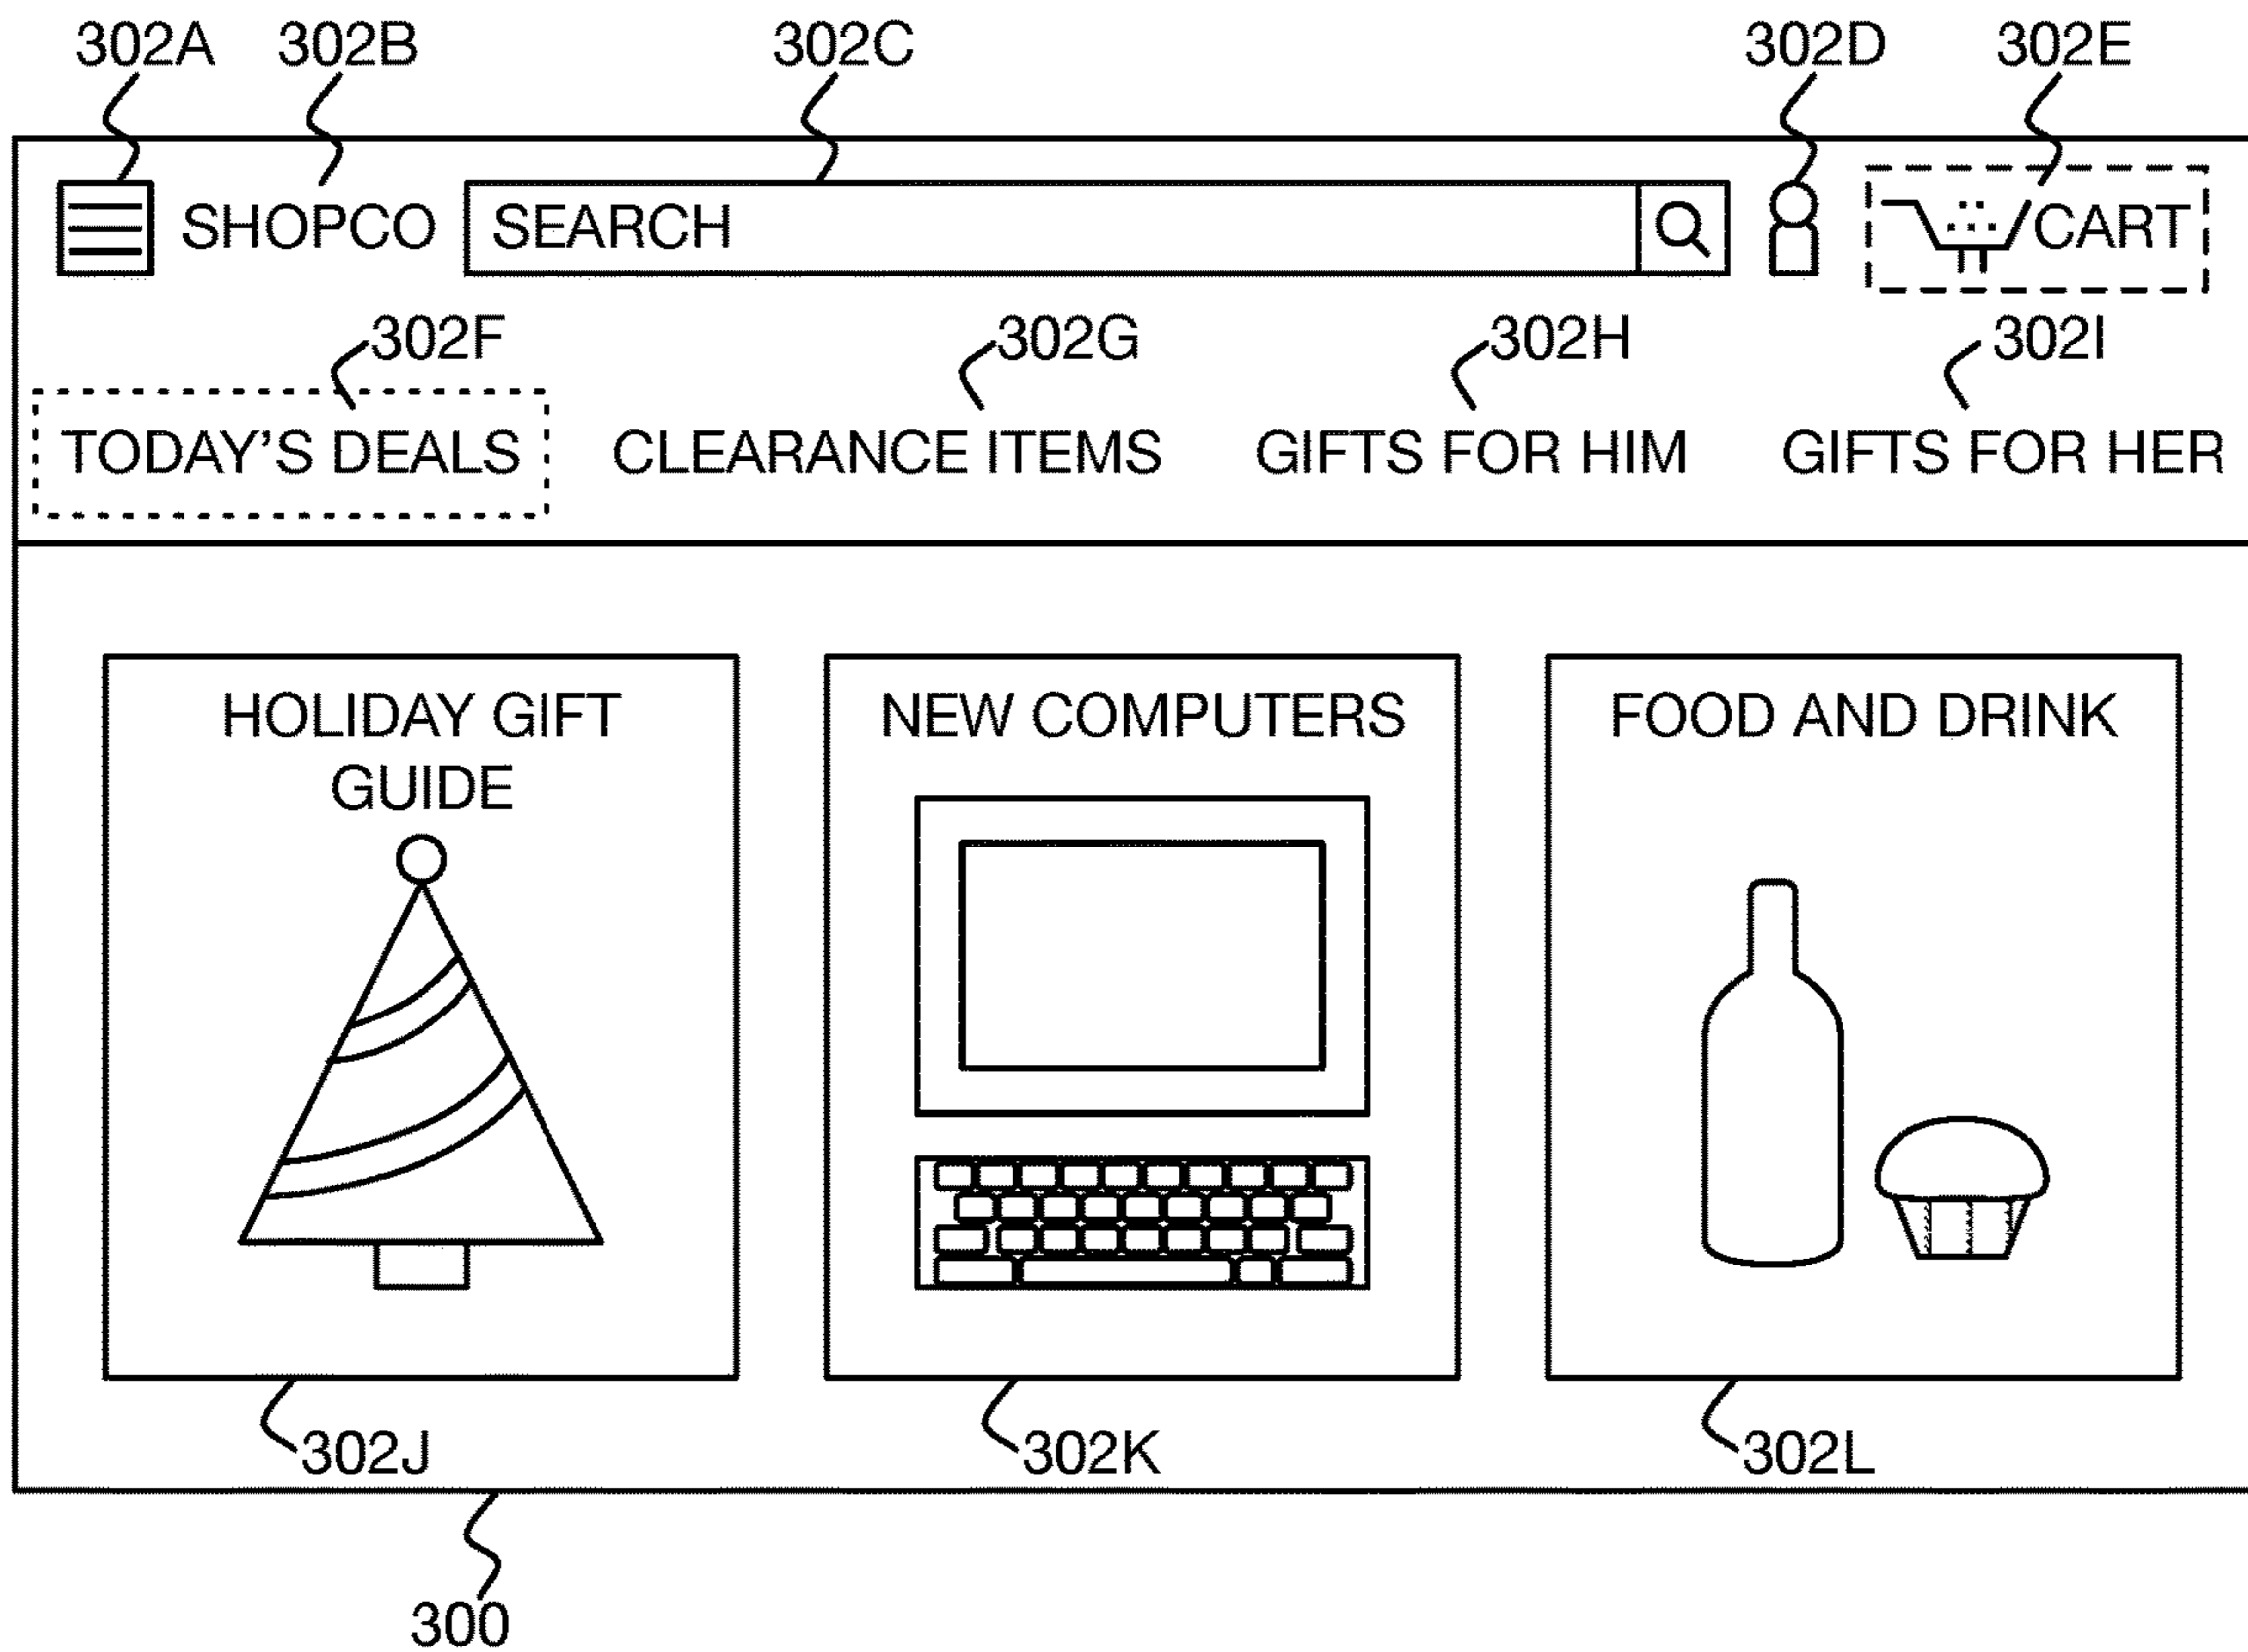 302A 302B 302C 302D 302E
SHOPCO SEARCH CART
302F 302G 302H 302I
TODAY'S DEALS CLEARANCE ITEMS GIFTS FOR HIM GIFTS FOR HER
HOLIDAY GIFT
GUIDE
NEW COMPUTERS
FOOD AND DRINK
302J 302K 302L
300